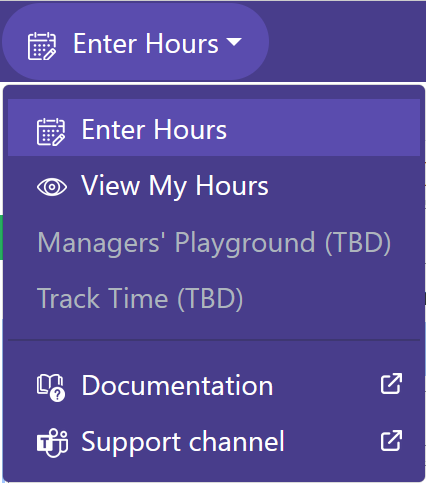 Enter Hours
Enter Hours
View My Hours
Managers' Playground (TBD)
Track Time (TBD)
Documentation
Support channel